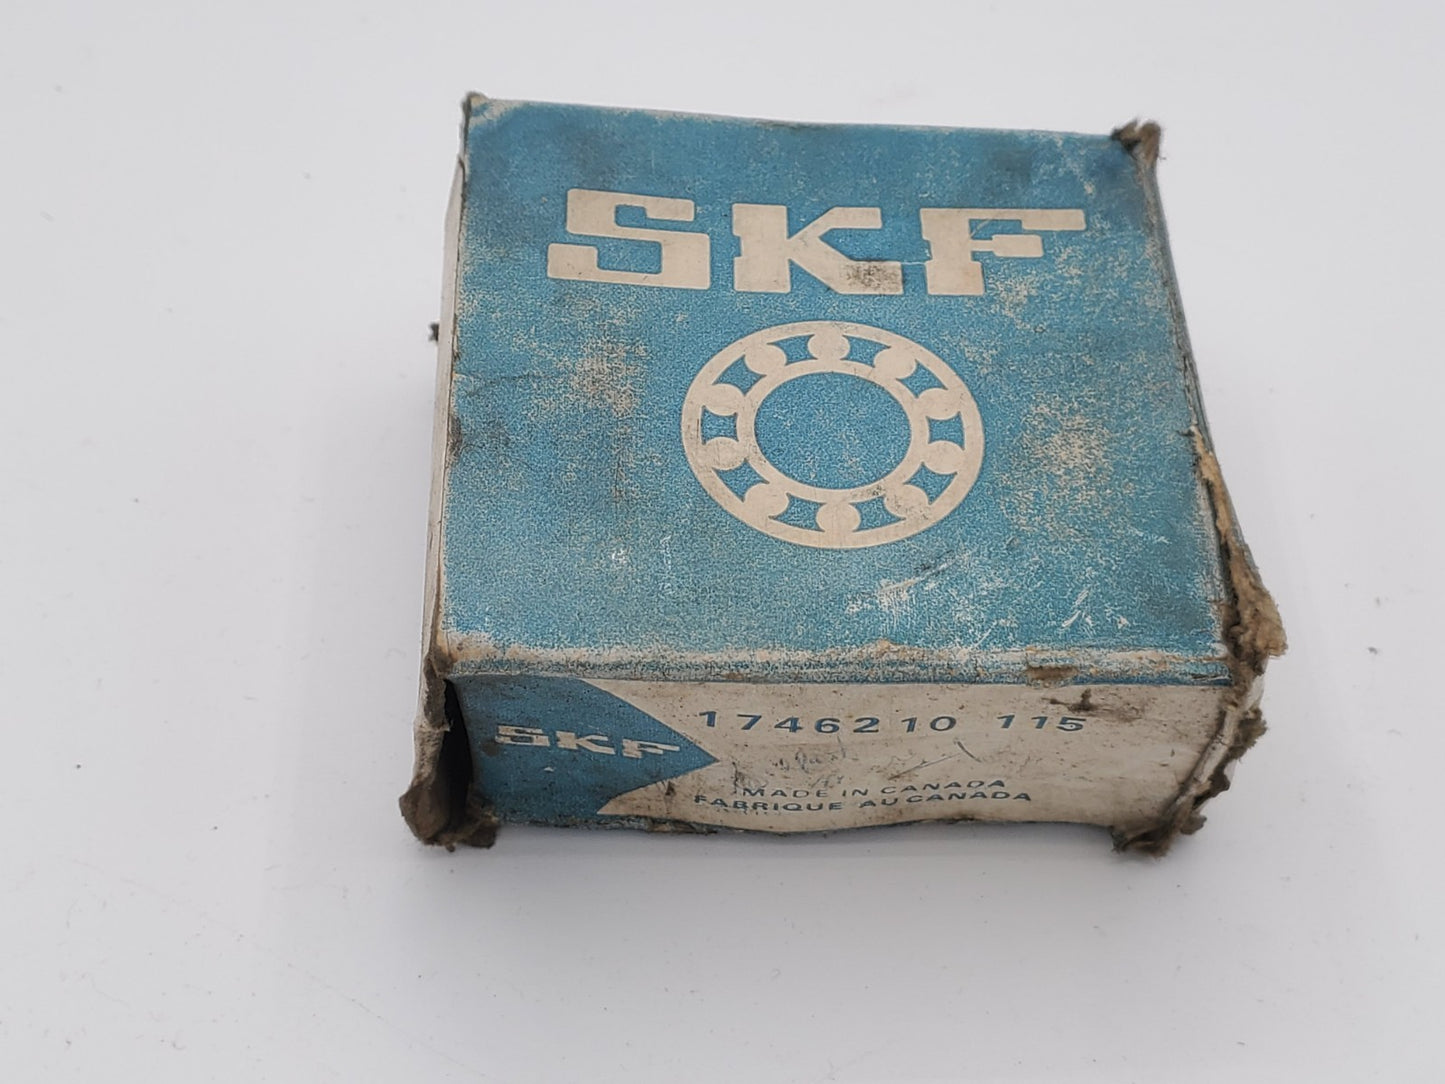 SKF
SKF
1746210 115
MADE IN CANADA
FABRIQUE AU CANADA